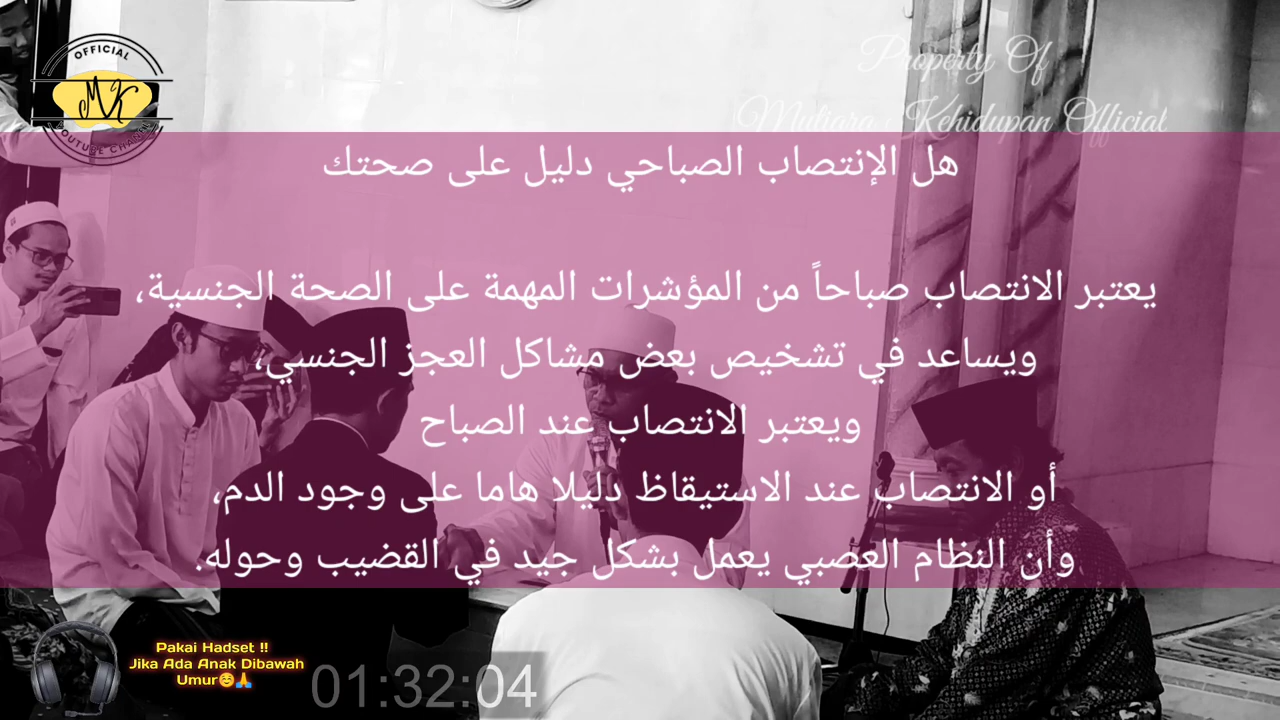 OFFICIAL
MK
YOUTUBE CHANNEL
Property Of
Mutiara Kehidupan Official
هل الإنتصاب الصباحي دليل على صحتك
يعتبر الانتصاب صباحاً من المؤشرات المهمة على الصحة الجنسية،
ويساعد في تشخيص بعض مشاكل العجز الجنسي،
ويعتبر الانتصاب عند الصباح
أو الانتصاب عند الاستيقاظ دليلا هاما على وجود الدم،
وأن النظام العصبي يعمل بشكل جيد في القضيب وحوله.
Pakai Hadset !!
Jika Ada Anak Dibawah
Umur☺️🙏
01:32:04